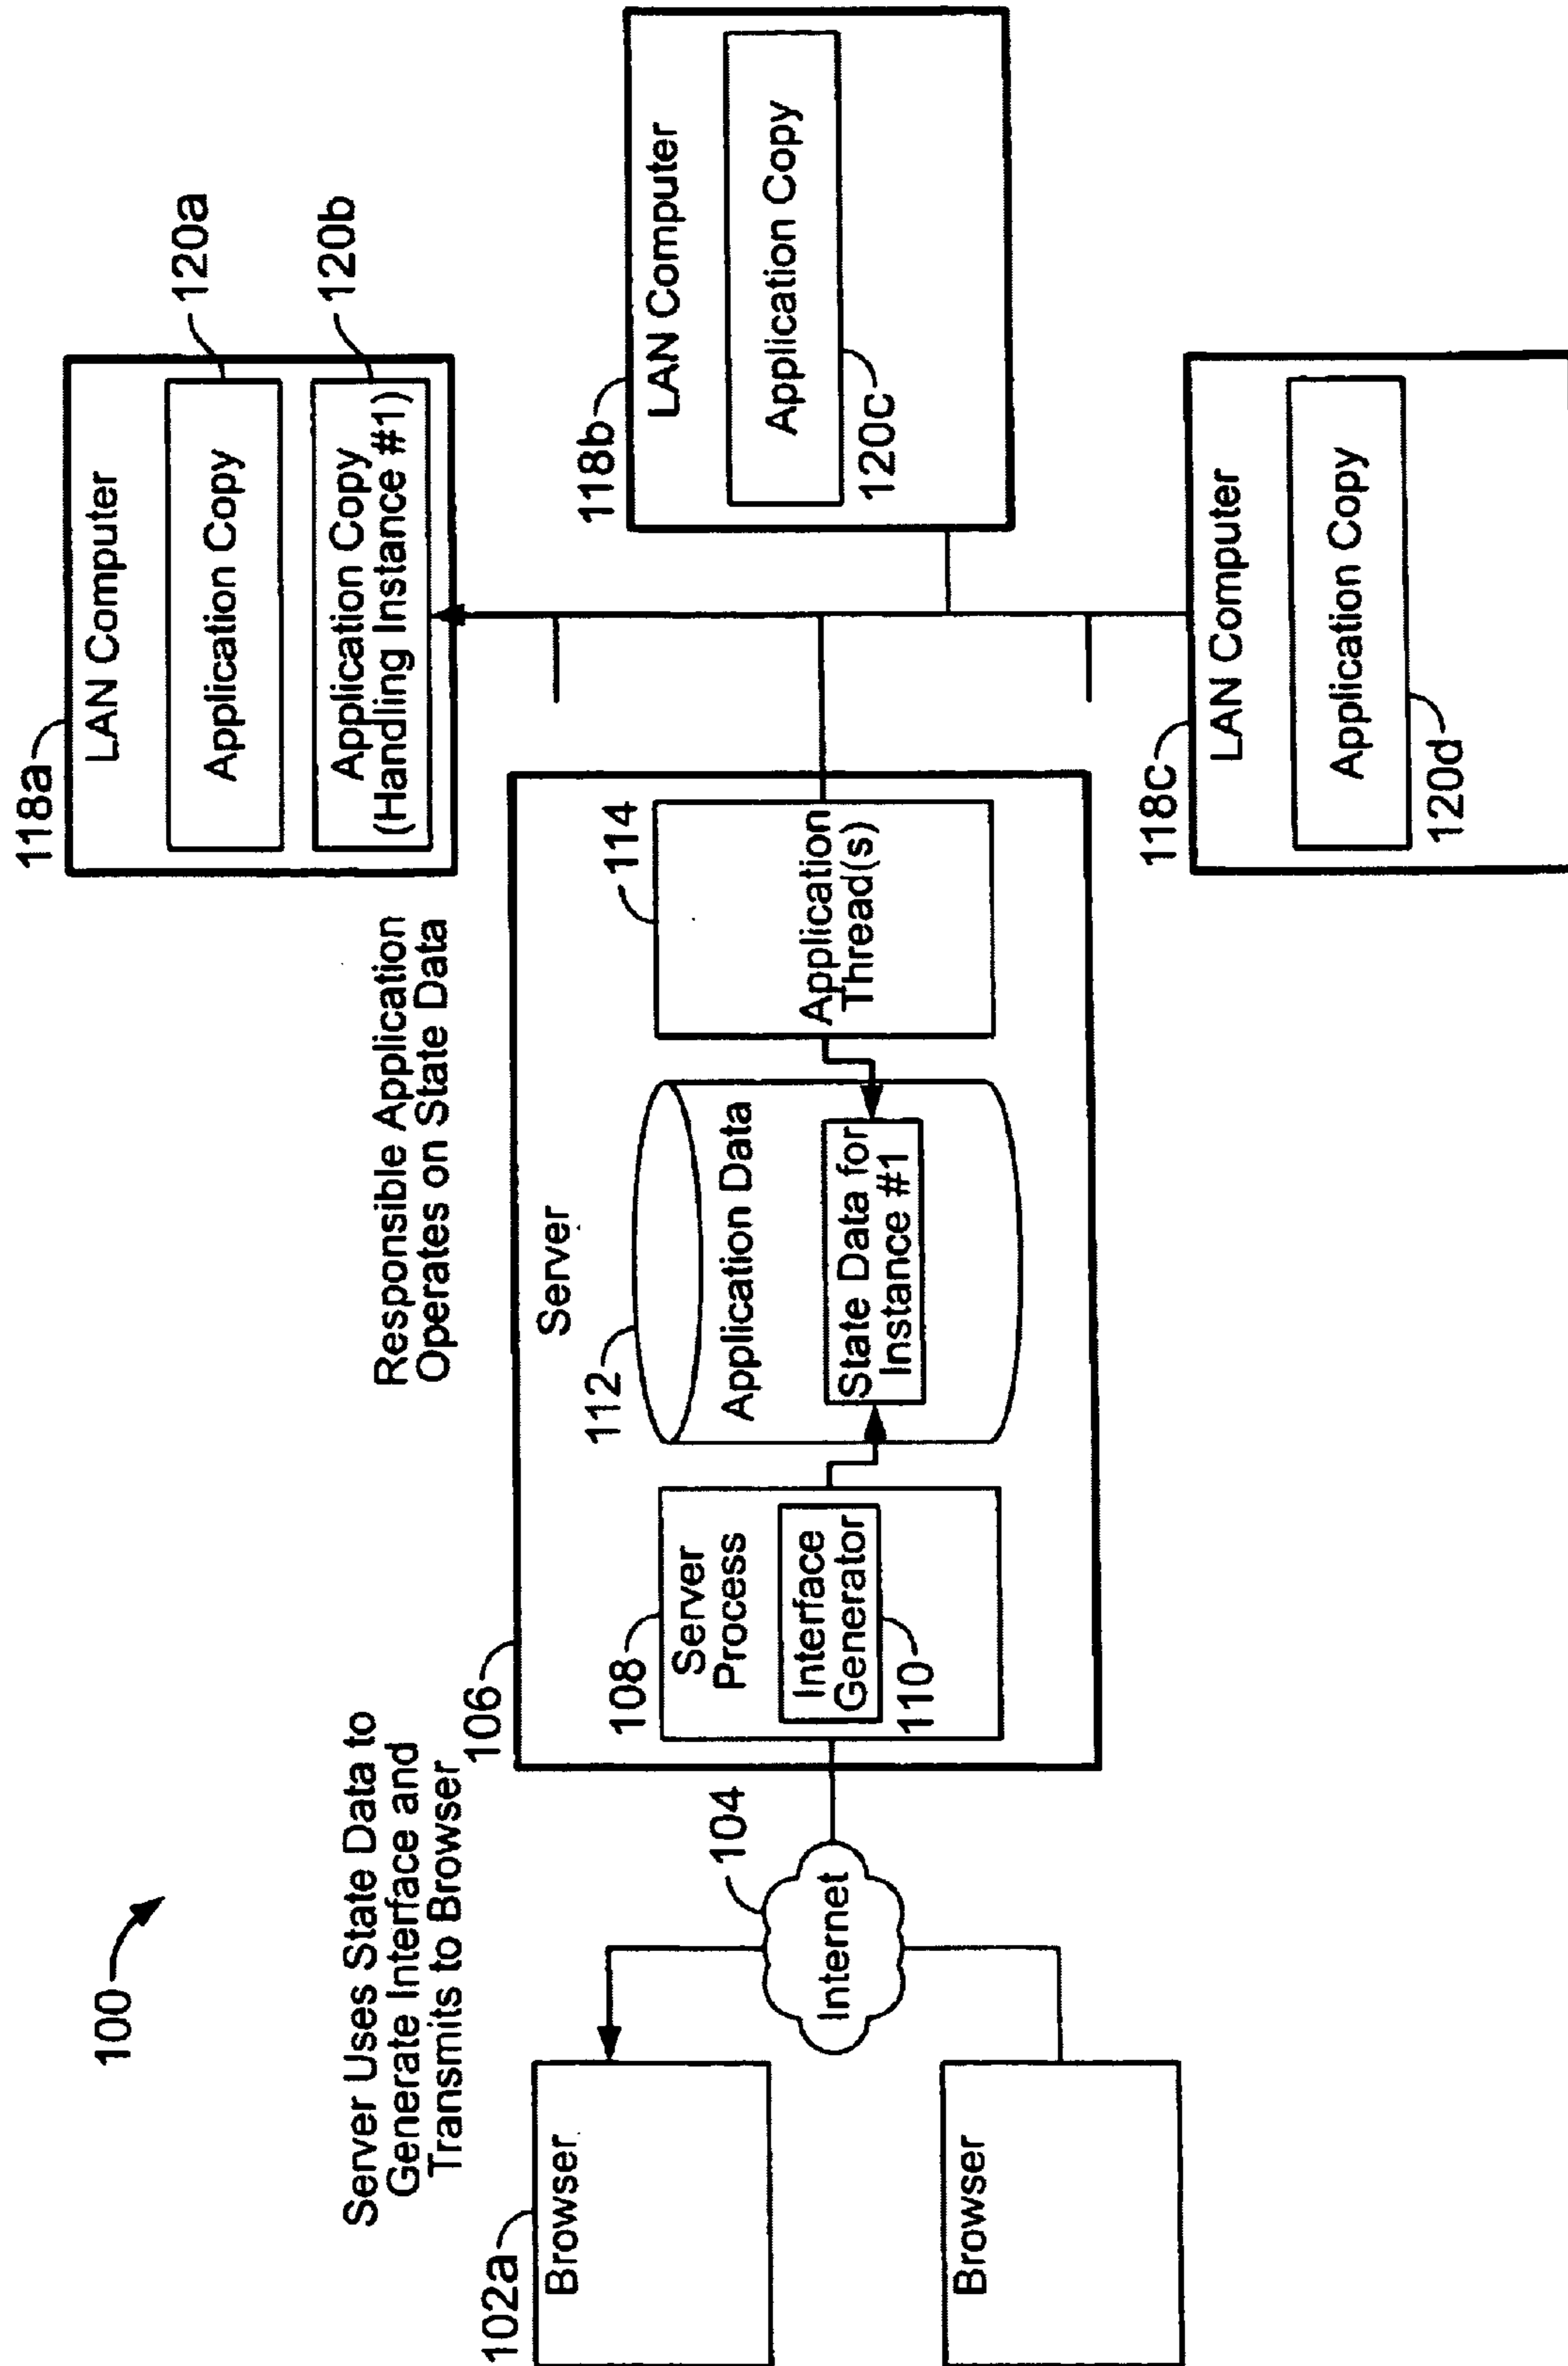 100
Server Uses State Data to
Generate Interface and
Transmits to Browser
102a
Browser
Browser
104
Internet
106
Server
108
Server
Process
Interface
Generator
110
112
Application Data
State Data for
Instance #1
114
Application
Thread(s)
Responsible Application
Operates on State Data
118a
LAN Computer
Application Copy
120a
Application Copy
(Handling Instance #1)
120b
118b
LAN Computer
Application Copy
120c
118c
LAN Computer
Application Copy
120d